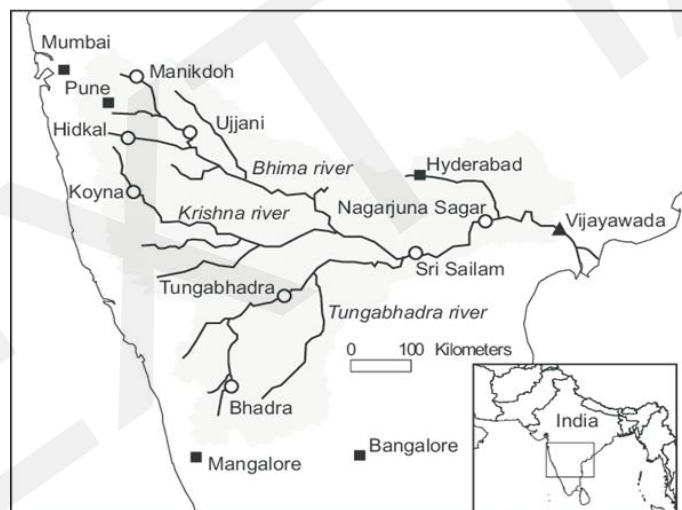 Mumbai
Manikdoh
Pune
Ujjani
Hidkal
Bhima river
Hyderabad
Koyna
Krishna river
Nagarjuna Sagar
Vijayawada
Sri Sailam
Tungabhadra
Tungabhadra river
0 100 Kilometers
Bhadra
India
Bangalore
Mangalore